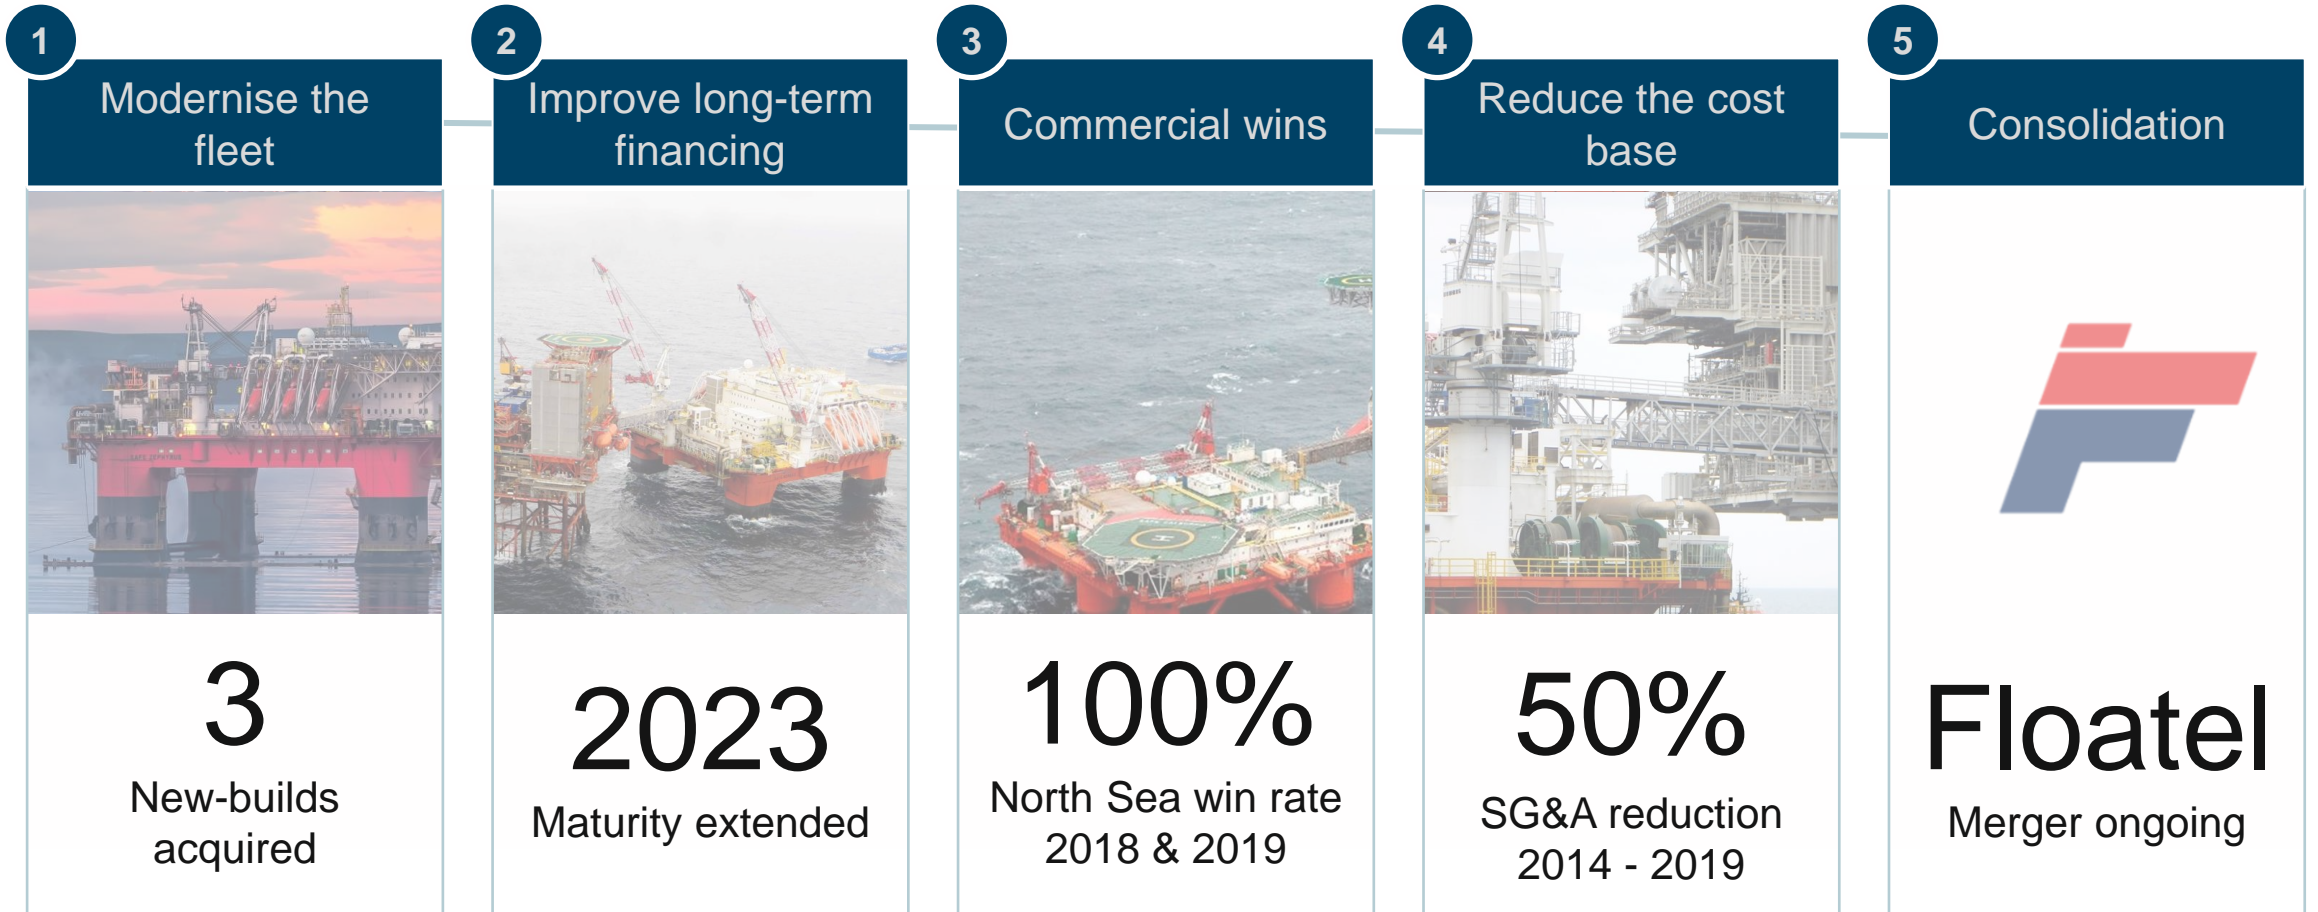 1
Modernise the
fleet
3
New-builds
acquired
2
Improve long-term
financing
2023
Maturity extended
3
Commercial wins
100%
North Sea win rate
2018 & 2019
4
Reduce the cost
base
50%
SG&A reduction
2014 - 2019
5
Consolidation
Floatel
Merger ongoing